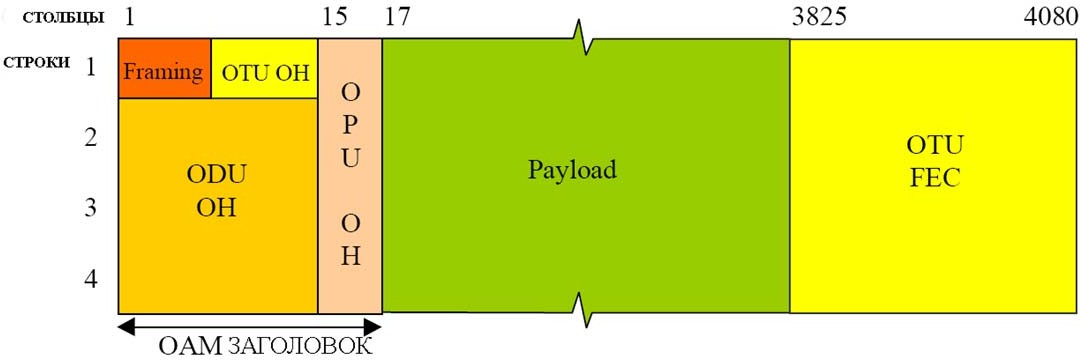 СТОЛБЦЫ 1 15 17 3825 4080
СТРОКИ 1
Framing
OTU OH
2
3
4
ODU
OH
O
P
U
O
H
Payload
OTU
FEC
OAM ЗАГОЛОВОК